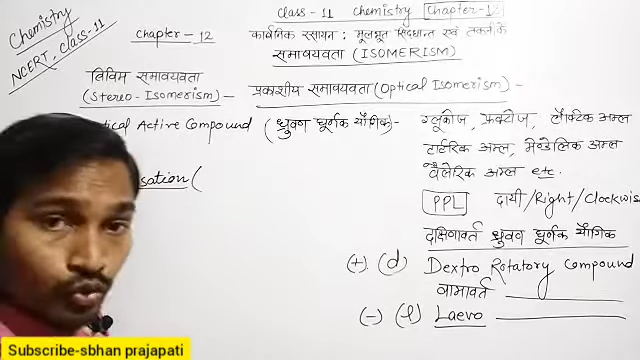 Chemistry
NCERT, class-11
Class-11 Chemistry Chapter-12
Chapter-12
कार्बनिक रसायन : मूलभूत सिद्धान्त एवं तकनीकें
समावयवता (ISOMERISM)
त्रिविम समावयवता
(Stereo-Isomerism)
प्रकाशीय समावयवता (Optical Isomerism) -
ical Active Compound (ध्रुवण घूर्णक यौगिक) -
ग्लूकोज, फ्रक्टोज, लैक्टिक अम्ल
टार्टरिक अम्ल, मेण्डेलिक अम्ल
वैलेरिक अम्ल etc.
isation (
PPL दायी/Right/Clockwis
दक्षिणावर्त ध्रुवण घूर्णक यौगिक
(+) (d) Dextro Rotatory Compound
वामावर्त
(-) (l) Laevo
Subscribe-sbhan prajapati